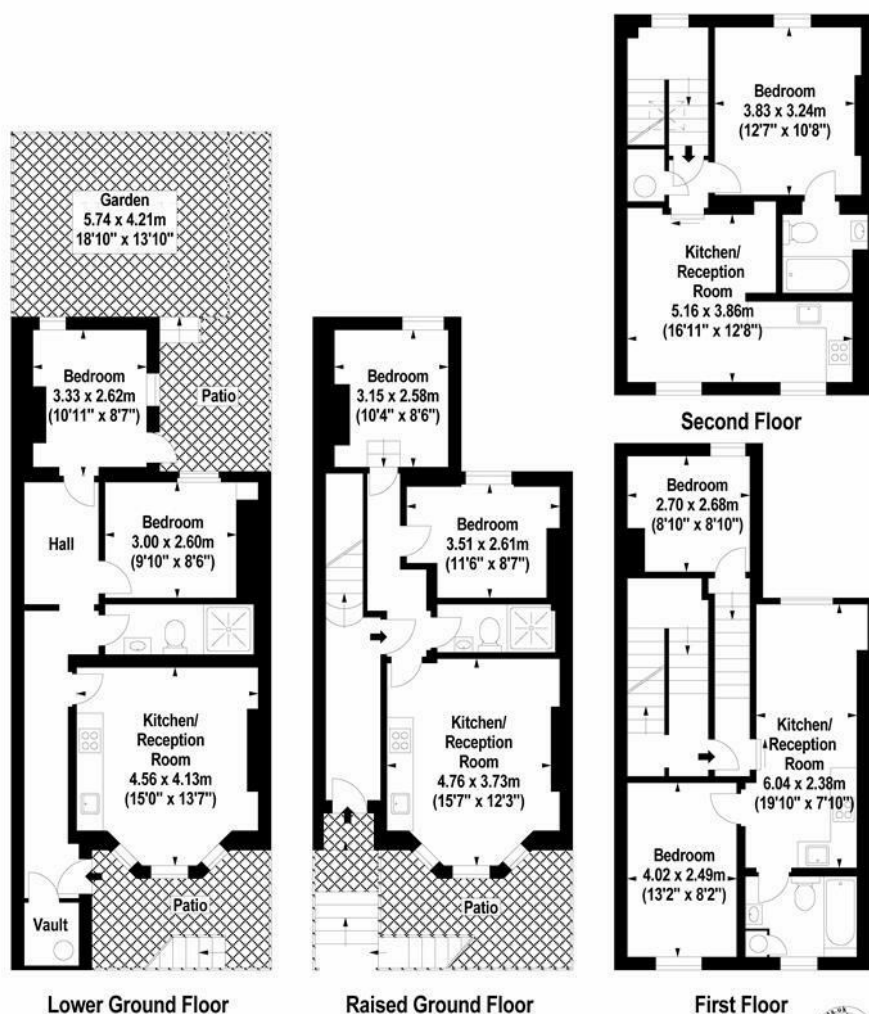 Garden
5.74 x 4.21m
18'10" x 13'10"
Bedroom
3.33 x 2.62m
(10'11" x 8'7")
Patio
Hall
Bedroom
3.00 x 2.60m
(9'10" x 8'6")
Kitchen/
Reception
Room
4.56 x 4.13m
(15'0" x 13'7")
Patio
Vault
Lower Ground Floor
Bedroom
3.15 x 2.58m
(10'4" x 8'6")
Bedroom
3.51 x 2.61m
(11'6" x 8'7")
Kitchen/
Reception
Room
4.76 x 3.73m
(15'7" x 12'3")
Patio
Raised Ground Floor
Bedroom
3.83 x 3.24m
(12'7" x 10'8")
Kitchen/
Reception
Room
5.16 x 3.86m
(16'11" x 12'8")
Second Floor
Bedroom
2.70 x 2.68m
(8'10" x 8'10")
Kitchen/
Reception
Room
6.04 x 2.38m
(19'10" x 7'10")
Bedroom
4.02 x 2.49m
(13'2" x 8'2")
First Floor